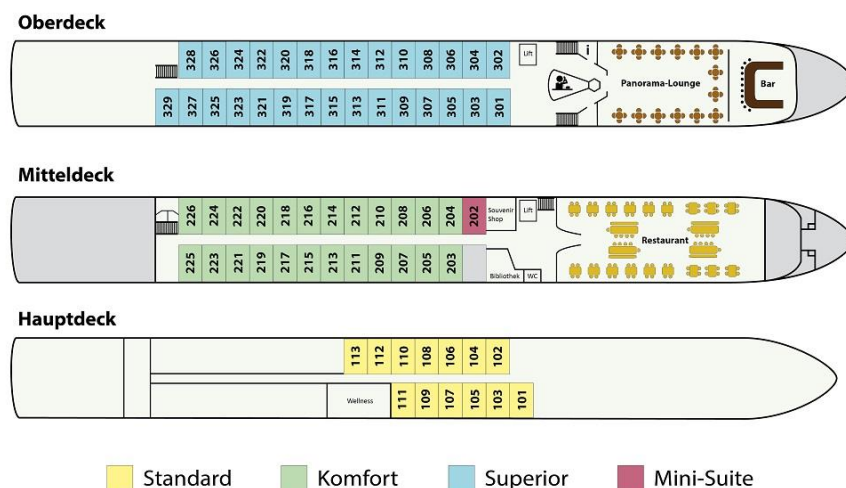 Oberdeck
328 326 324 322 320 318 316 314 312 310 308 306 304 302 Lift i
Panorama-Lounge Bar
329 327 325 323 321 319 317 315 313 311 309 307 305 303 301
Mitteldeck
226 224 222 220 218 216 214 212 210 208 206 204 202 Souvenir Lift
Shop
Restaurant
225 223 221 219 217 215 213 211 209 207 205 203 Bibliothek WC
Hauptdeck
113 112 110 108 106 104 102
Wellness 111 109 107 105 103 101
Standard Komfort Superior Mini-Suite